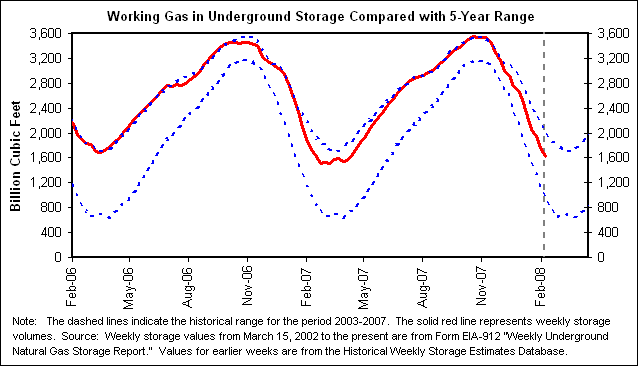 Working Gas in Underground Storage Compared with 5-Year Range
Billion Cubic Feet
3,600 3,600
3,200 3,200
2,800 2,800
2,400 2,400
2,000 2,000
1,600 1,600
1,200 1,200
800 800
400 400
0 0
Feb-06 May-06 Aug-06 Nov-06 Feb-07 May-07 Aug-07 Nov-07 Feb-08
Note: The dashed lines indicate the historical range for the period 2003-2007. The solid red line represents weekly storage
volumes. Source: Weekly storage values from March 15, 2002 to the present are from Form EIA-912 "Weekly Underground
Natural Gas Storage Report." Values for earlier weeks are from the Historical Weekly Storage Estimates Database.